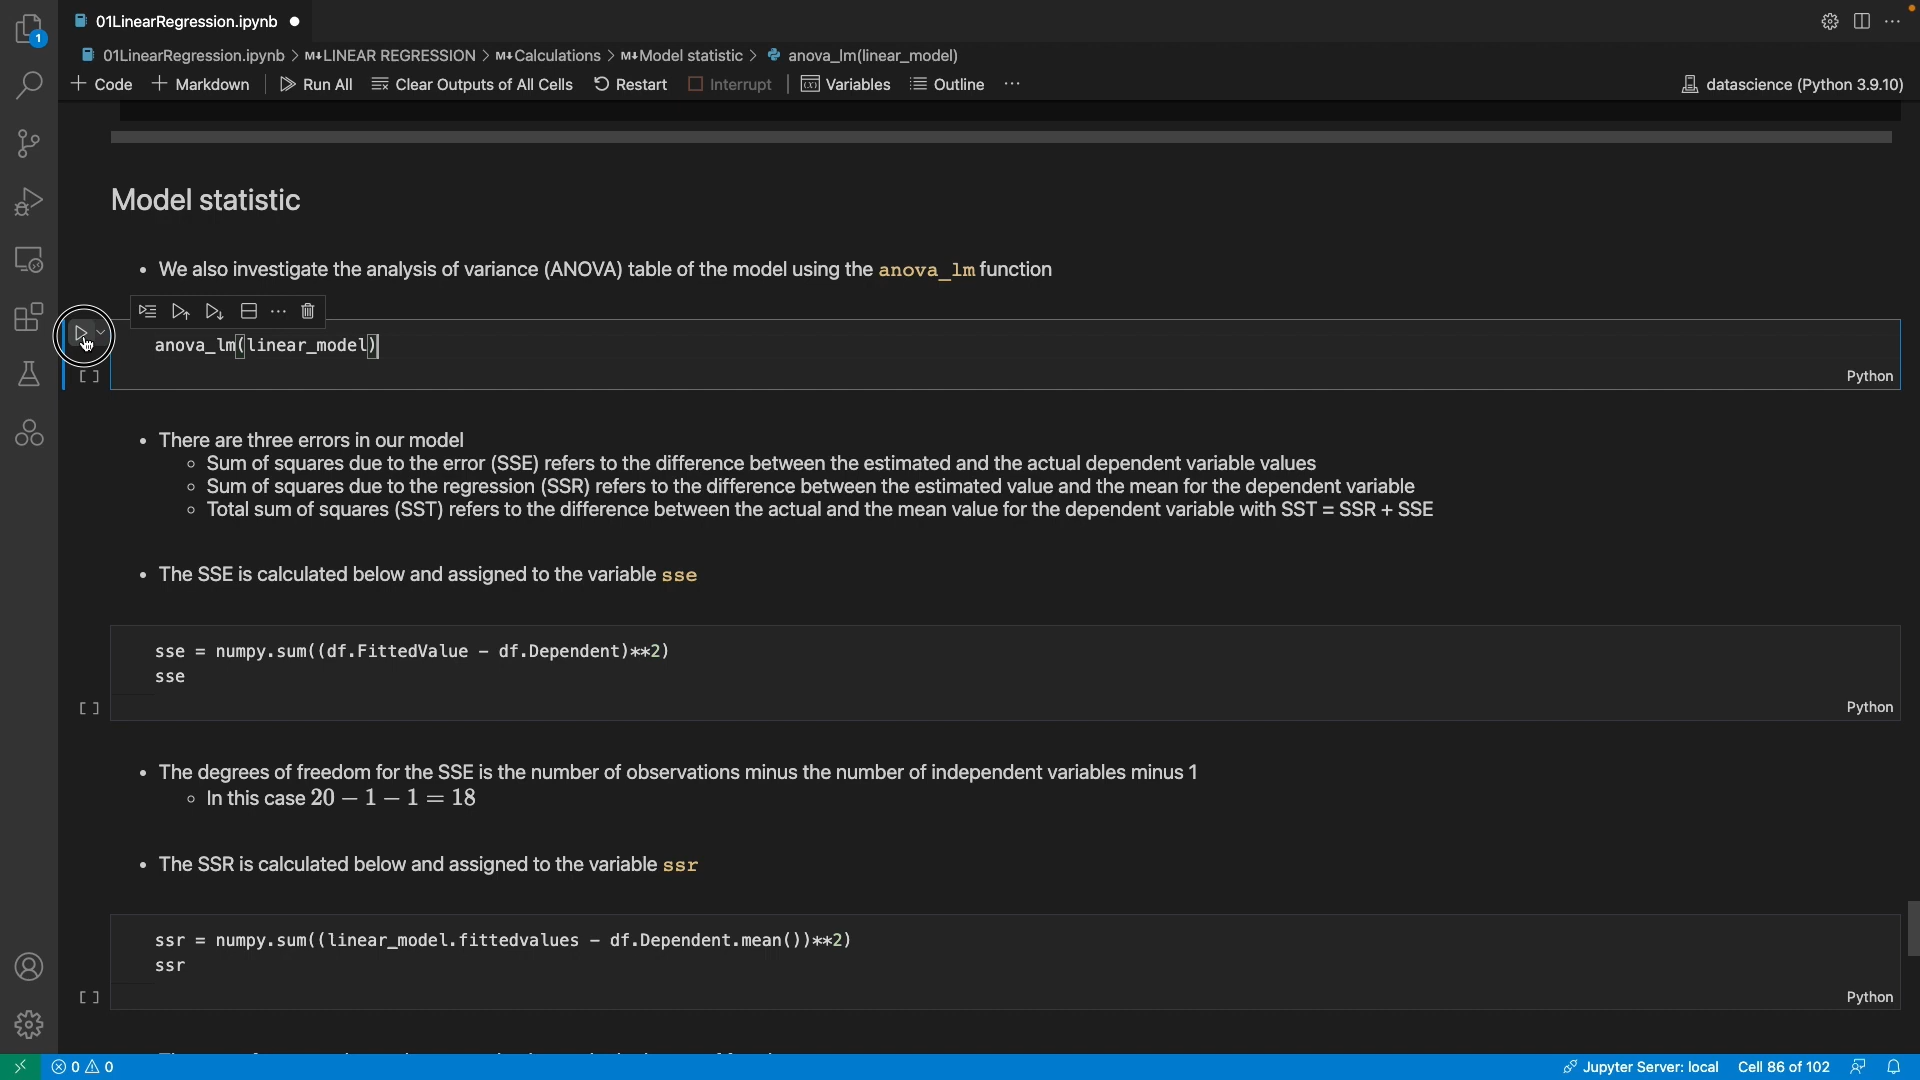 01LinearRegression.ipynb
1
01LinearRegression.ipynb > M↓LINEAR REGRESSION > M↓Calculations > M↓Model statistic > anova_lm(linear_model)
+ Code + Markdown Run All Clear Outputs of All Cells Restart Interrupt Variables Outline ··· datascience (Python 3.9.10)
Model statistic
• We also investigate the analysis of variance (ANOVA) table of the model using the anova_lm function
anova_lm(linear_model)
[ ] Python
• There are three errors in our model
◦ Sum of squares due to the error (SSE) refers to the difference between the estimated and the actual dependent variable values
◦ Sum of squares due to the regression (SSR) refers to the difference between the estimated value and the mean for the dependent variable
◦ Total sum of squares (SST) refers to the difference between the actual and the mean value for the dependent variable with SST = SSR + SSE
• The SSE is calculated below and assigned to the variable sse
sse = numpy.sum((df.FittedValue - df.Dependent)**2)
sse
[ ] Python
• The degrees of freedom for the SSE is the number of observations minus the number of independent variables minus 1
◦ In this case 20 − 1 − 1 = 18
• The SSR is calculated below and assigned to the variable ssr
ssr = numpy.sum((linear_model.fittedvalues - df.Dependent.mean())**2)
ssr
[ ] Python
0 0 Jupyter Server: local Cell 86 of 102